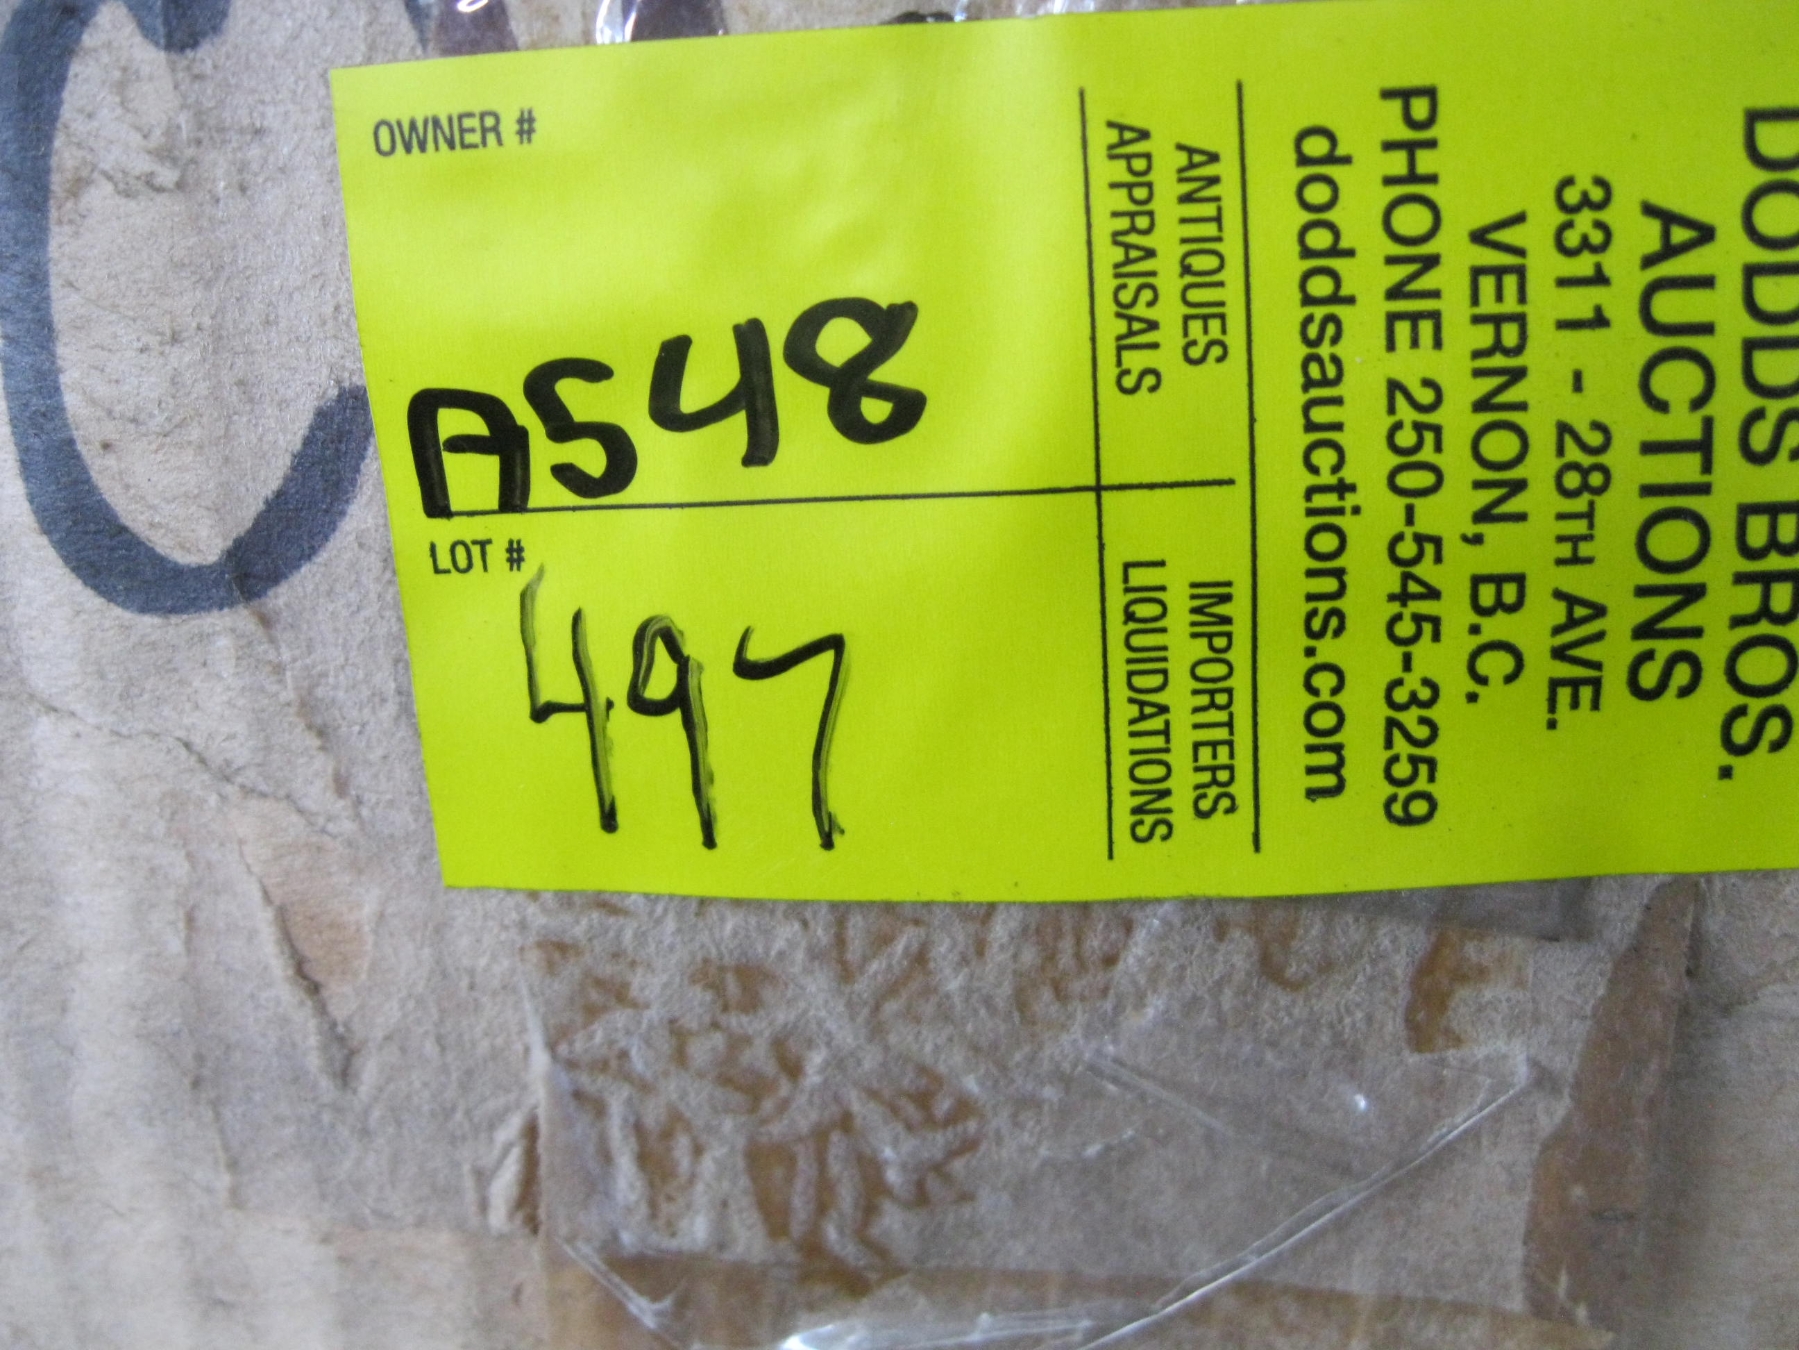 OWNER #
A548
LOT #
497
DODDS BROS.
AUCTIONS
3311 - 28TH AVE.
VERNON, B.C.
PHONE 250-545-3259
doddsauctions.com
ANTIQUES
APPRAISALS
IMPORTERS
LIQUIDATIONS